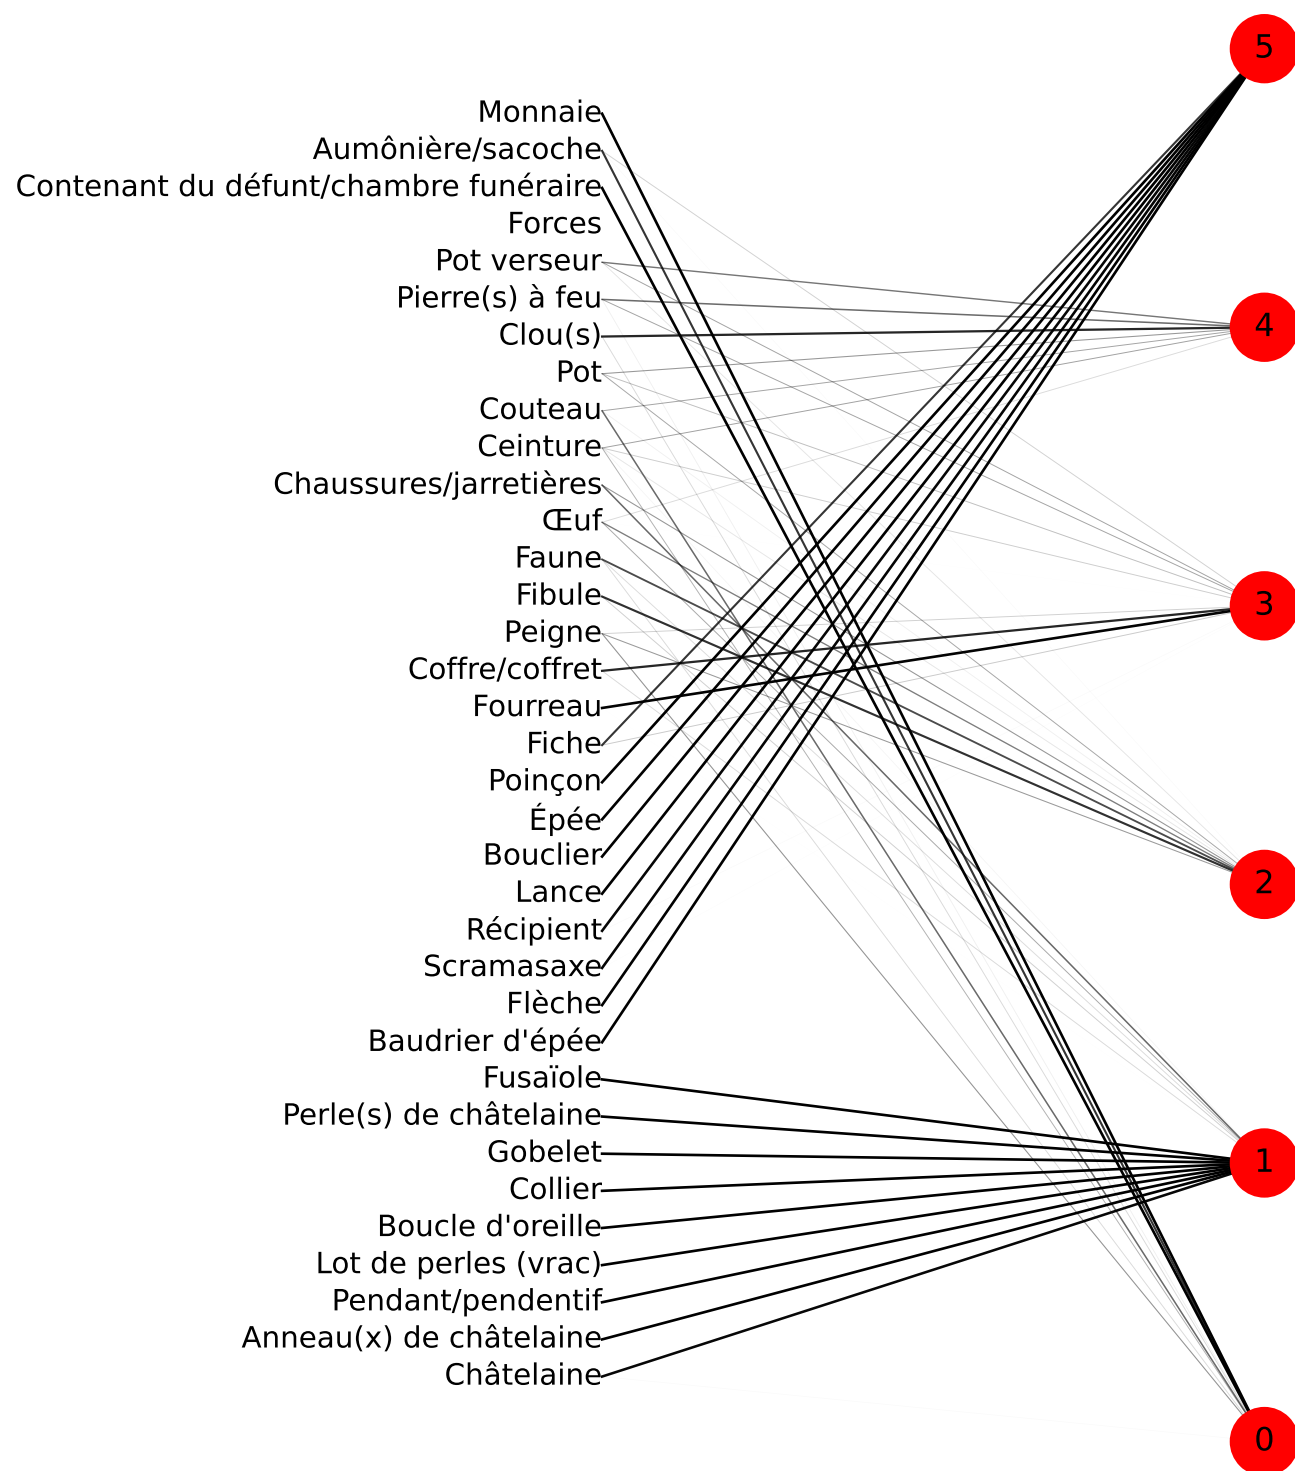 5
Monnaie
Aumônière/sacoche
Contenant du défunt/chambre funéraire
Forces
Pot verseur
Pierre(s) à feu
Clou(s)
4
Pot
Couteau
Ceinture
Chaussures/jarretières
Œuf
Faune
Fibule
3
Peigne
Coffre/coffret
Fourreau
Fiche
Poinçon
Épée
Bouclier
2
Lance
Récipient
Scramasaxe
Flèche
Baudrier d'épée
Fusaïole
Perle(s) de châtelaine
Gobelet
1
Collier
Boucle d'oreille
Lot de perles (vrac)
Pendant/pendentif
Anneau(x) de châtelaine
Châtelaine
0